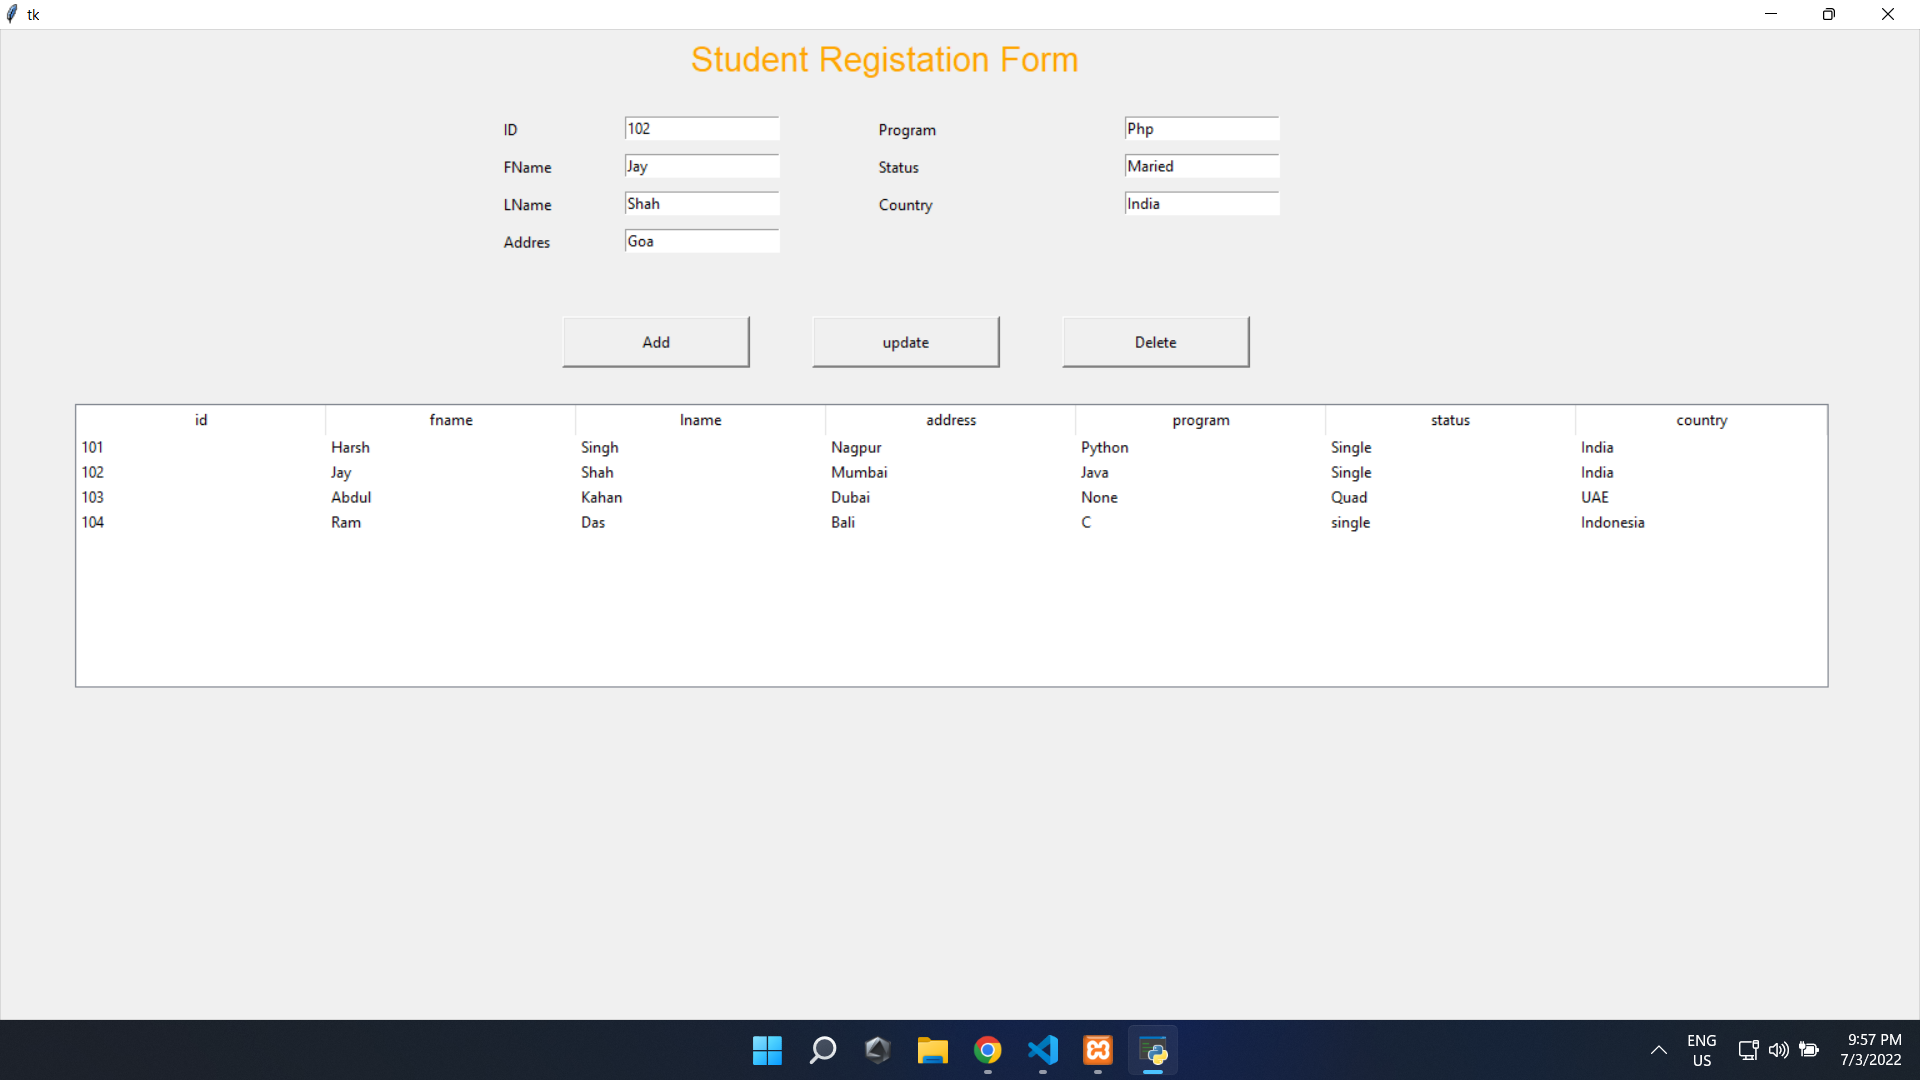 tk
Student Registation Form
ID 102 Program Php
FName Jay Status Maried
LName Shah Country India
Addres Goa
Add update Delete
id fname lname address program status country
101 Harsh Singh Nagpur Python Single India
102 Jay Shah Mumbai Java Single India
103 Abdul Kahan Dubai None Quad UAE
104 Ram Das Bali C single Indonesia
ENG 9:57 PM
US 7/3/2022